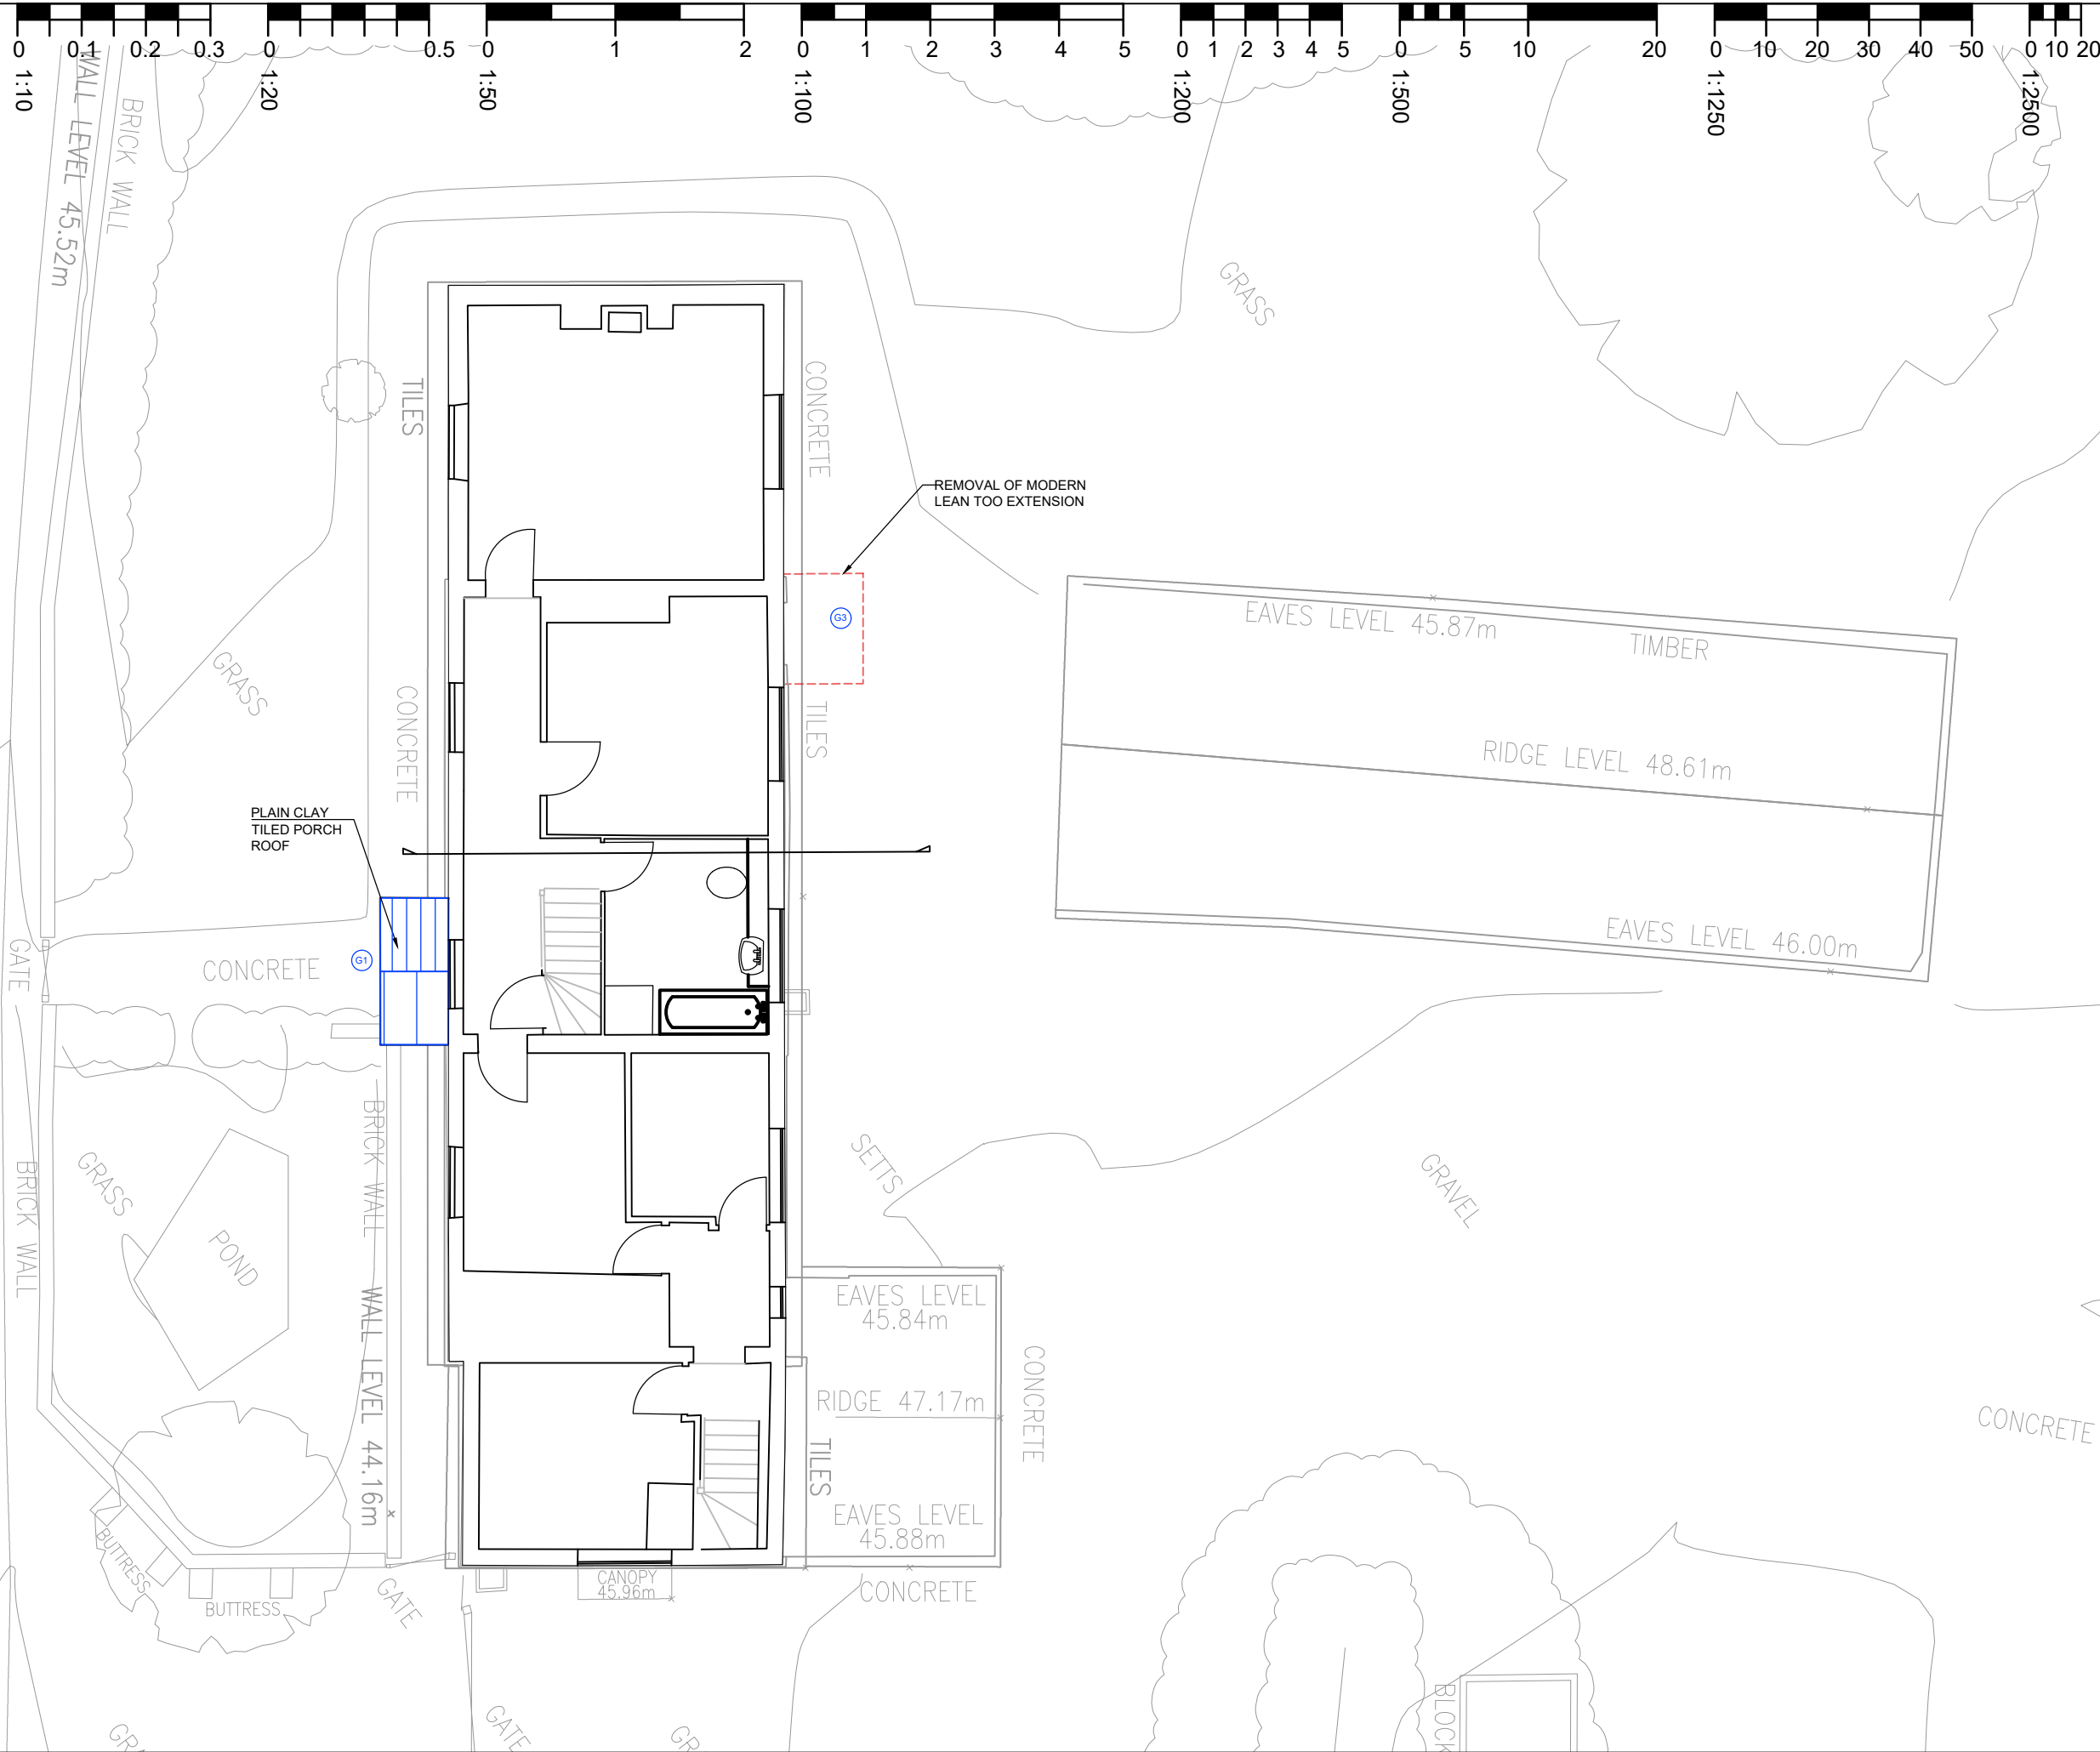 0 0.1 0.2 0.3
1:10
0 0.5
1:20
0 1 2
1:50
0 1 2 3 4 5
1:100
0 1 2 3 4 5
1:200
0 5 10 20
1:500
0 10 20 30 40 50
1:1250
0 10 20
1:2500
WALL LEVEL 45.52m
BRICK WALL
GRASS
TILES
CONCRETE
REMOVAL OF MODERN
LEAN TOO EXTENSION
G3
EAVES LEVEL 45.87m
TIMBER
GRASS
CONCRETE
TILES
RIDGE LEVEL 48.61m
PLAIN CLAY
TILED PORCH
ROOF
EAVES LEVEL 46.00m
GATE
CONCRETE
G1
BRICK WALL
GRASS
BRICK WALL
POND
SETTS
GRAVEL
WALL LEVEL 44.16m
EAVES LEVEL
45.84m
RIDGE 47.17m
CONCRETE
TILES
CONCRETE
EAVES LEVEL
45.88m
BUTTRESS
BUTTRESS
GATE
CANOPY
45.96m
CONCRETE
GATE
BLOCK